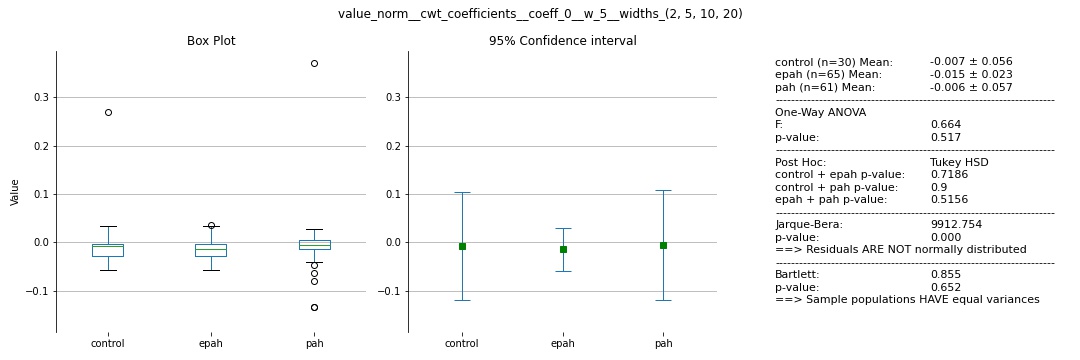 value_norm__cwt_coefficients__coeff_0__w_5__widths_(2, 5, 10, 20)
Box Plot
95% Confidence interval
Value
0.3
0.2
0.1
0.0
−0.1
control
epah
pah
0.3
0.2
0.1
0.0
−0.1
control
epah
pah
control (n=30) Mean: -0.007 ± 0.056
epah (n=65) Mean: -0.015 ± 0.023
pah (n=61) Mean: -0.006 ± 0.057
One-Way ANOVA
F: 0.664
p-value: 0.517
Post Hoc: Tukey HSD
control + epah p-value: 0.7186
control + pah p-value: 0.9
epah + pah p-value: 0.5156
Jarque-Bera: 9912.754
p-value: 0.000
==> Residuals ARE NOT normally distributed
Bartlett: 0.855
p-value: 0.652
==> Sample populations HAVE equal variances